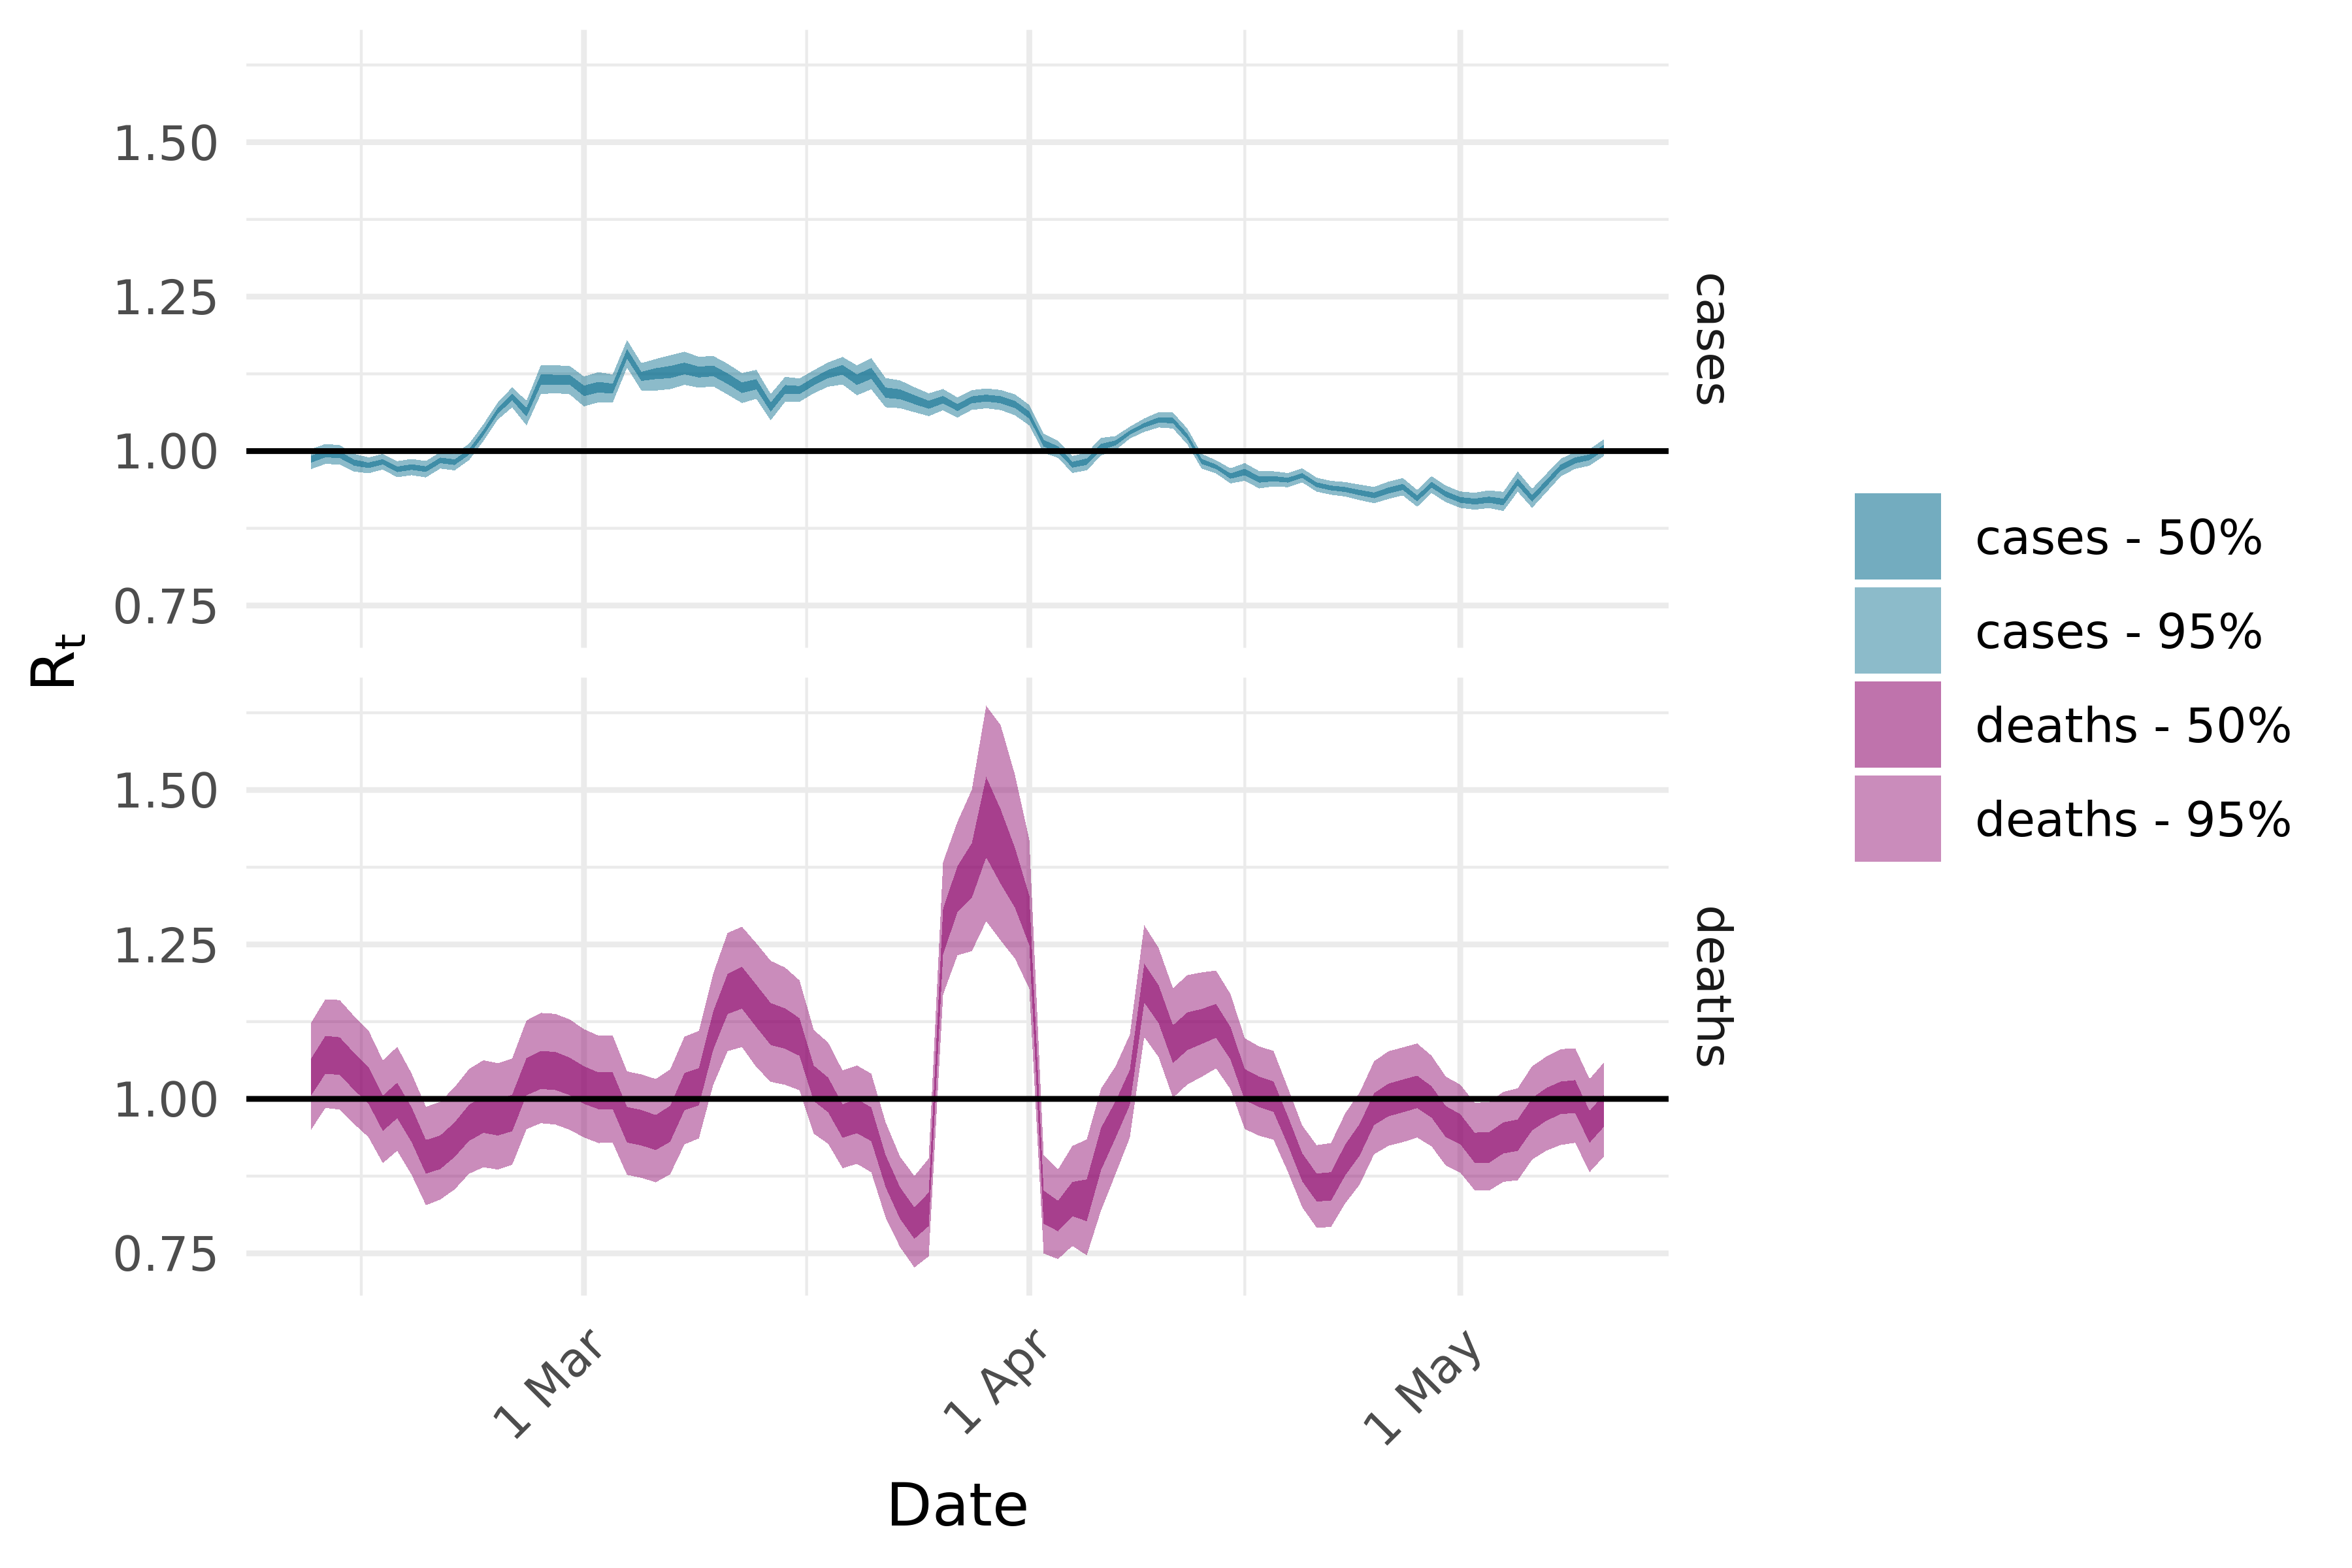 1.50
1.25
1.00
0.75
cases
Rt
1.50
1.25
1.00
0.75
deaths
1 Mar
1 Apr
1 May
Date
cases - 50%
cases - 95%
deaths - 50%
deaths - 95%